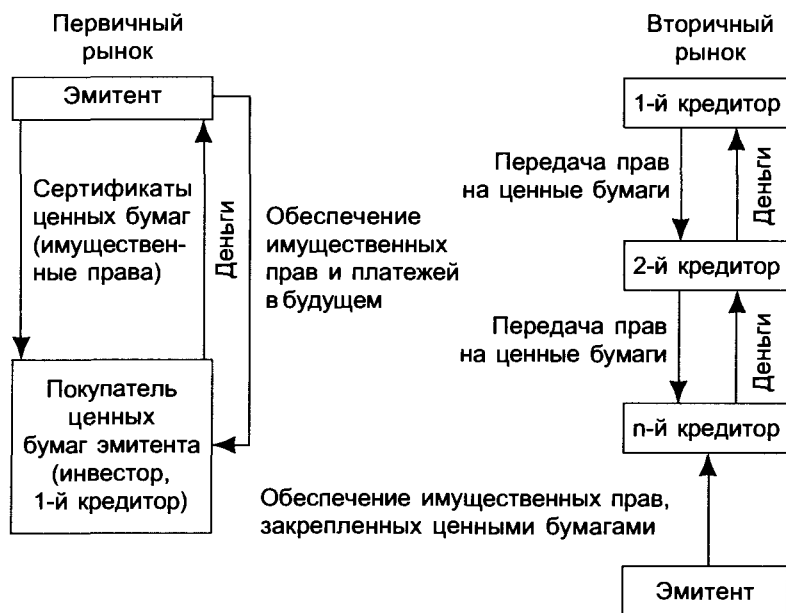 Первичный
рынок
Эмитент
Сертификаты
ценных бумаг
(имуществен-
ные права)
Деньги
Обеспечение
имущественных
прав и платежей
в будущем
Покупатель
ценных
бумаг эмитента
(инвестор,
1-й кредитор)
Вторичный
рынок
1-й кредитор
Передача прав
на ценные бумаги
Деньги
2-й кредитор
Передача прав
на ценные бумаги
Деньги
n-й кредитор
Обеспечение имущественных прав,
закрепленных ценными бумагами
Эмитент